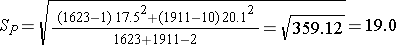 S_P = √((1623−1) 17.5² + (1911−10) 20.1² / 1623+1911−2) = √359.12 = 19.0